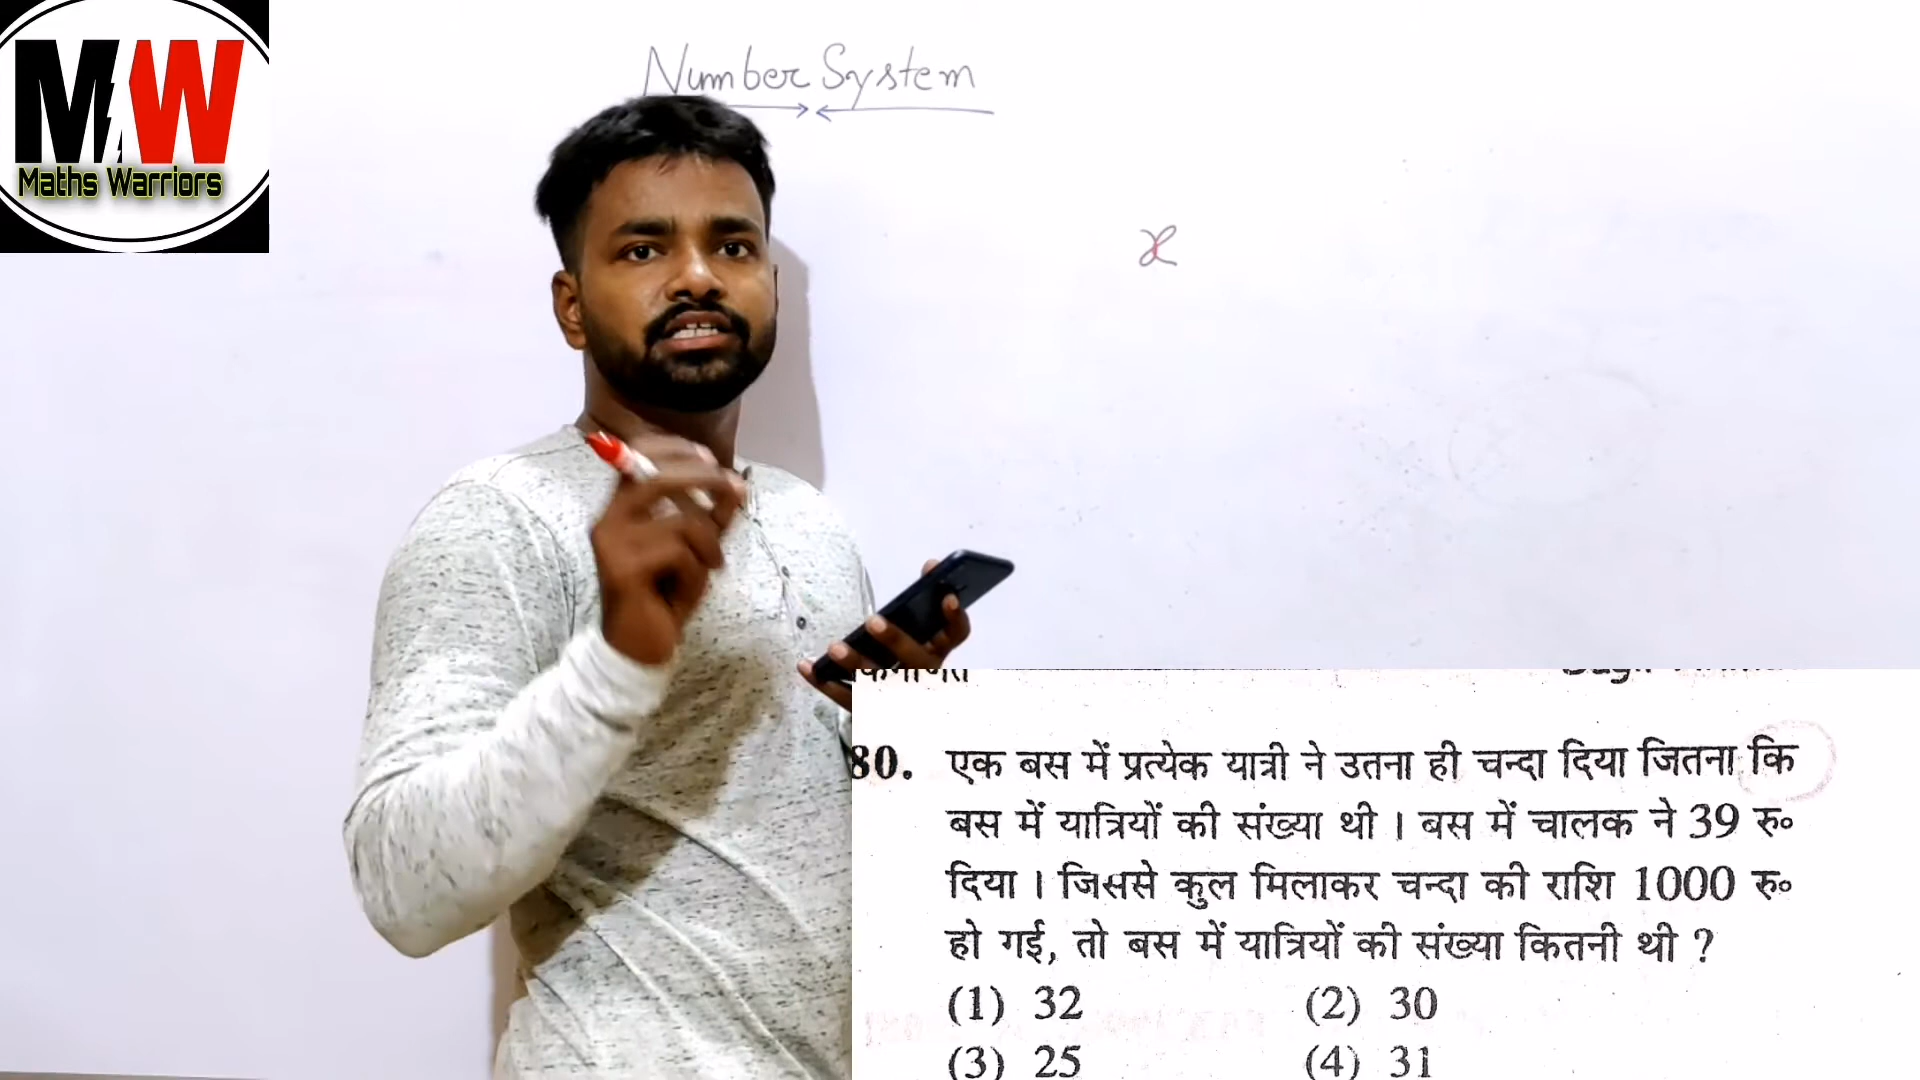 MW
Maths Warriors
Number System
x
80. एक बस में प्रत्येक यात्री ने उतना ही चन्दा दिया जितना कि
बस में यात्रियों की संख्या थी । बस में चालक ने 39 रु०
दिया । जिससे कुल मिलाकर चन्दा की राशि 1000 रु०
हो गई, तो बस में यात्रियों की संख्या कितनी थी ?
(1) 32 (2) 30
(3) 25 (4) 31